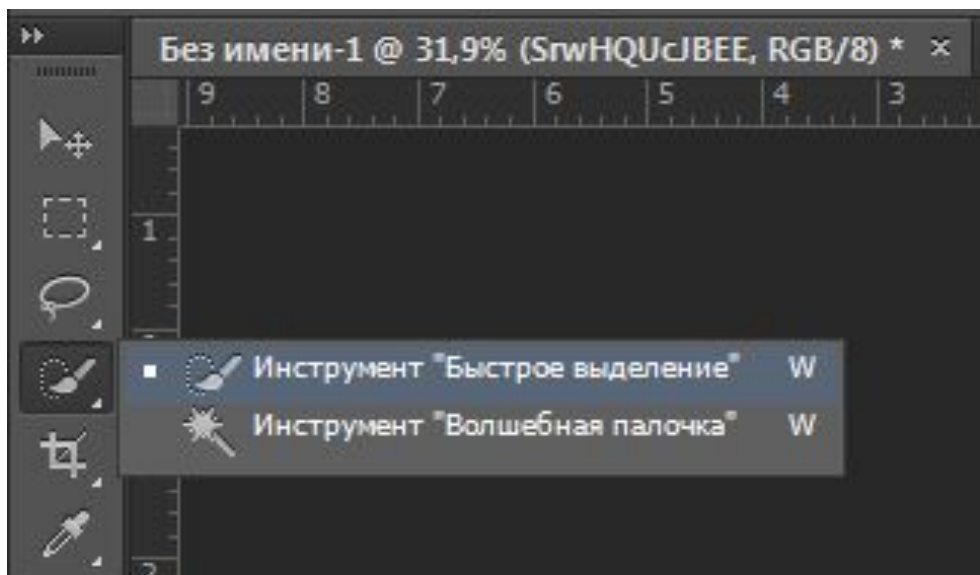 Без имени-1 @ 31,9% (SrwHQUcJBEE, RGB/8) * ×
9 8 7 6 5 4 3
1
Инструмент "Быстрое выделение" W
Инструмент "Волшебная палочка" W
2